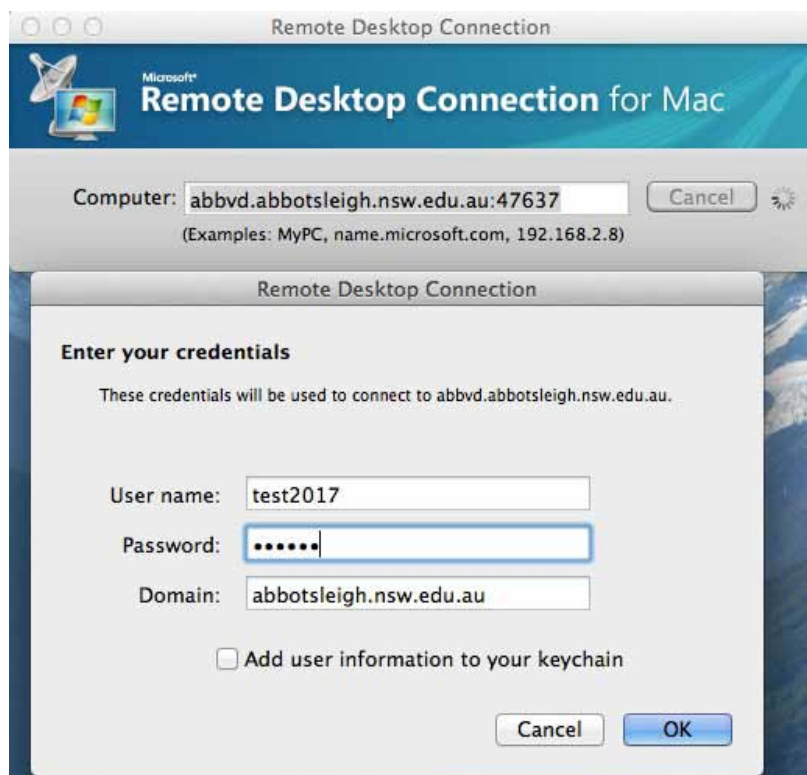 Remote Desktop Connection
Microsoft®
Remote Desktop Connection for Mac
Computer: abbvd.abbotsleigh.nsw.edu.au:47637 Cancel
(Examples: MyPC, name.microsoft.com, 192.168.2.8)
Remote Desktop Connection
Enter your credentials
These credentials will be used to connect to abbvd.abbotsleigh.nsw.edu.au.
User name: test2017
Password: ••••••
Domain: abbotsleigh.nsw.edu.au
Add user information to your keychain
Cancel OK